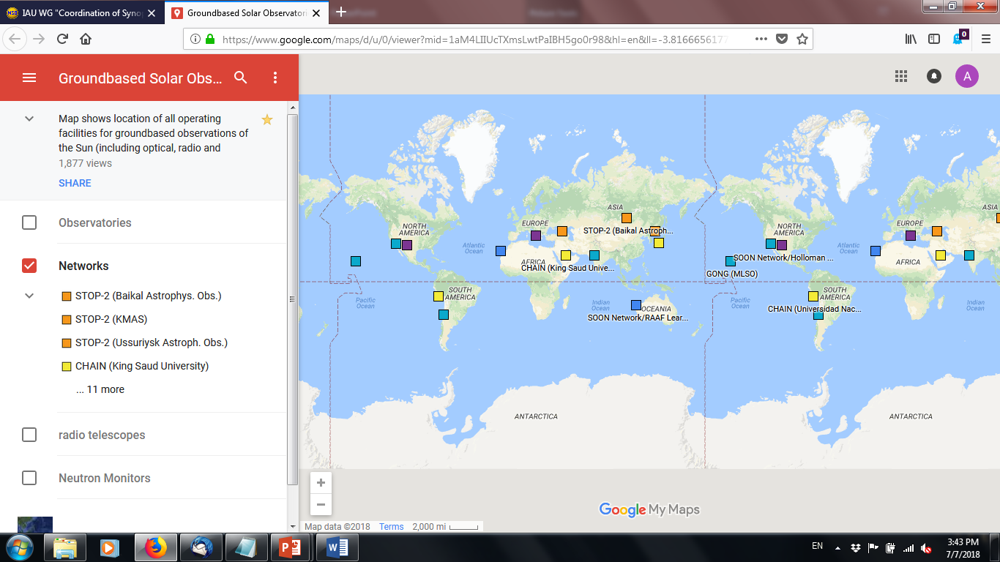 IAU WG "Coordination of Synop
Groundbased Solar Observatori
https://www.google.com/maps/d/u/0/viewer?mid=1aM4LIIUcTXmsLwtPaIBH5go0r98&hl=en&ll=-3.8166656177
0
Groundbased Solar Obs...
A
Map shows location of all operating
facilities for groundbased observations of
the Sun (including optical, radio and
1,877 views
SHARE
Observatories
Networks
STOP-2 (Baikal Astrophys. Obs.)
STOP-2 (KMAS)
STOP-2 (Ussuriysk Astroph. Obs.)
CHAIN (King Saud University)
... 11 more
radio telescopes
Neutron Monitors
ASIA
ASIA
NORTH
AMERICA
EUROPE
STOP-2 (Baikal Astroph...
NORTH
AMERICA
EUROPE
Atlantic
Ocean
Atlantic
Ocean
AFRICA
CHAIN (King Saud Unive...
SOON Network/Holloman ...
AFRICA
GONG (MLSO)
Pacific
Ocean
SOUTH
AMERICA
Indian
Ocean
OCEANIA
SOON Network/RAAF Lear...
Pacific
Ocean
SOUTH
AMERICA
CHAIN (Universidad Nac...
Indian
Ocean
ANTARCTICA
ANTARCTICA
+
−
Google My Maps
Map data ©2018 Terms 2,000 mi
EN
3:43 PM
7/7/2018